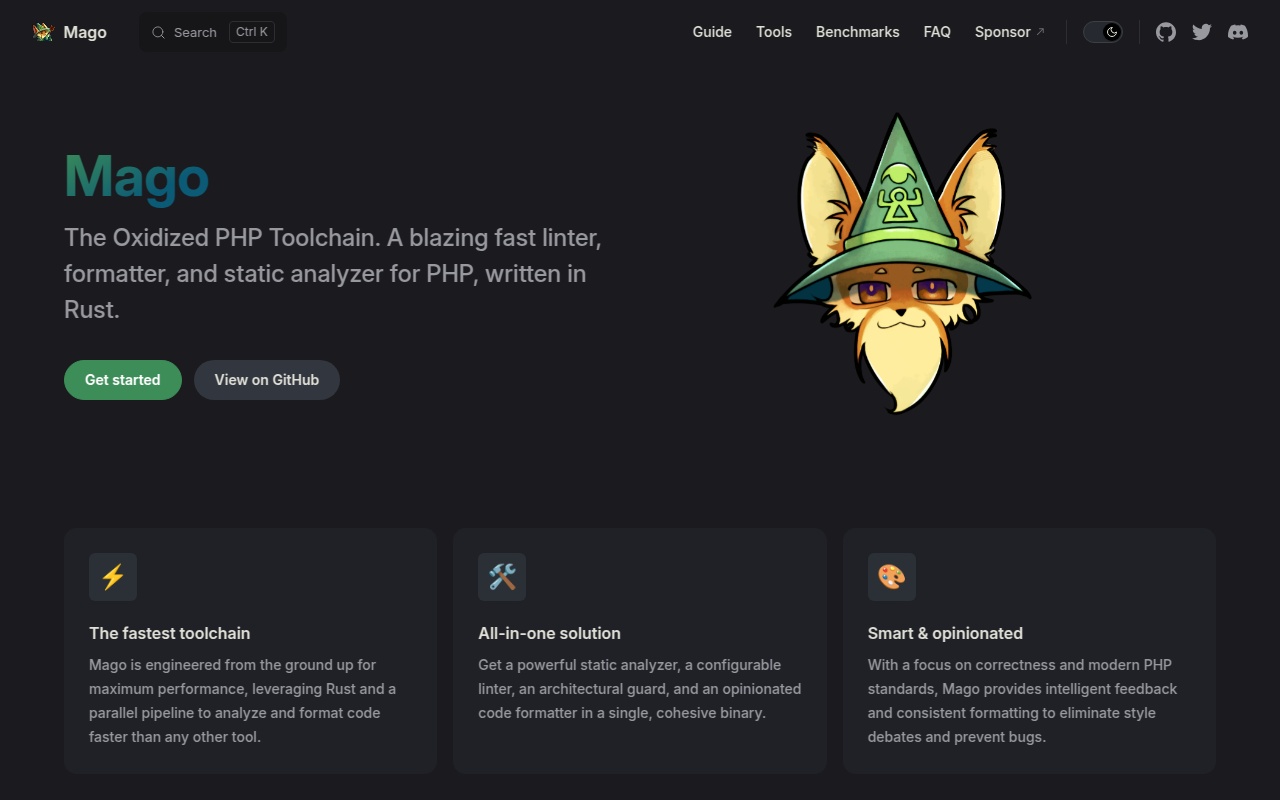 Mago
Search
Ctrl K
Guide
Tools
Benchmarks
FAQ
Sponsor
Mago
The Oxidized PHP Toolchain. A blazing fast linter,
formatter, and static analyzer for PHP, written in
Rust.
Get started
View on GitHub
The fastest toolchain
Mago is engineered from the ground up for
maximum performance, leveraging Rust and a
parallel pipeline to analyze and format code
faster than any other tool.
All-in-one solution
Get a powerful static analyzer, a configurable
linter, an architectural guard, and an opinionated
code formatter in a single, cohesive binary.
Smart & opinionated
With a focus on correctness and modern PHP
standards, Mago provides intelligent feedback
and consistent formatting to eliminate style
debates and prevent bugs.